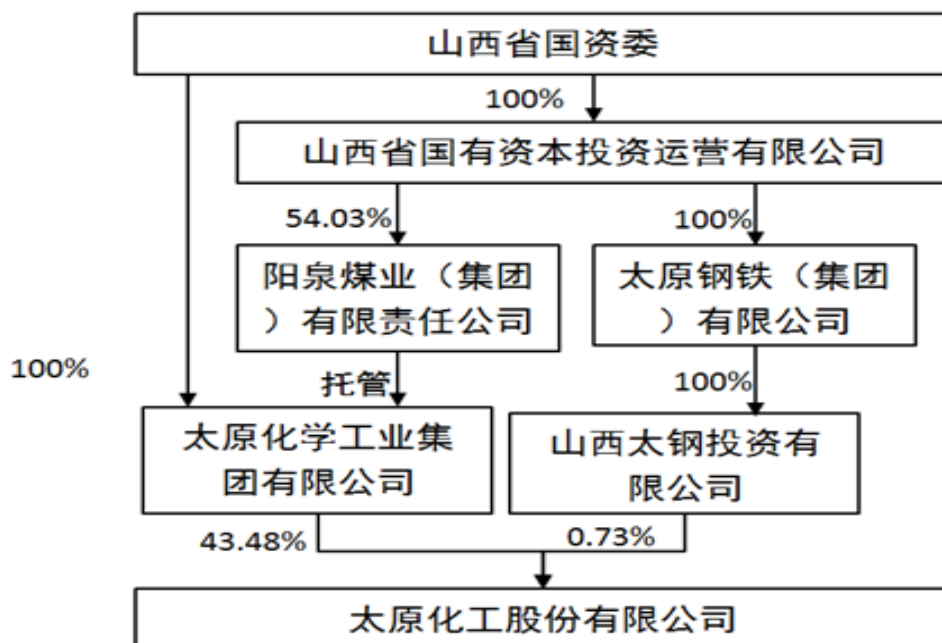 山西省国资委
100%
山西省国有资本投资运营有限公司
54.03%
100%
阳泉煤业（集团
）有限责任公司
太原钢铁（集团
）有限公司
100%
托管
100%
太原化学工业集
团有限公司
山西太钢投资有
限公司
43.48%
0.73%
太原化工股份有限公司